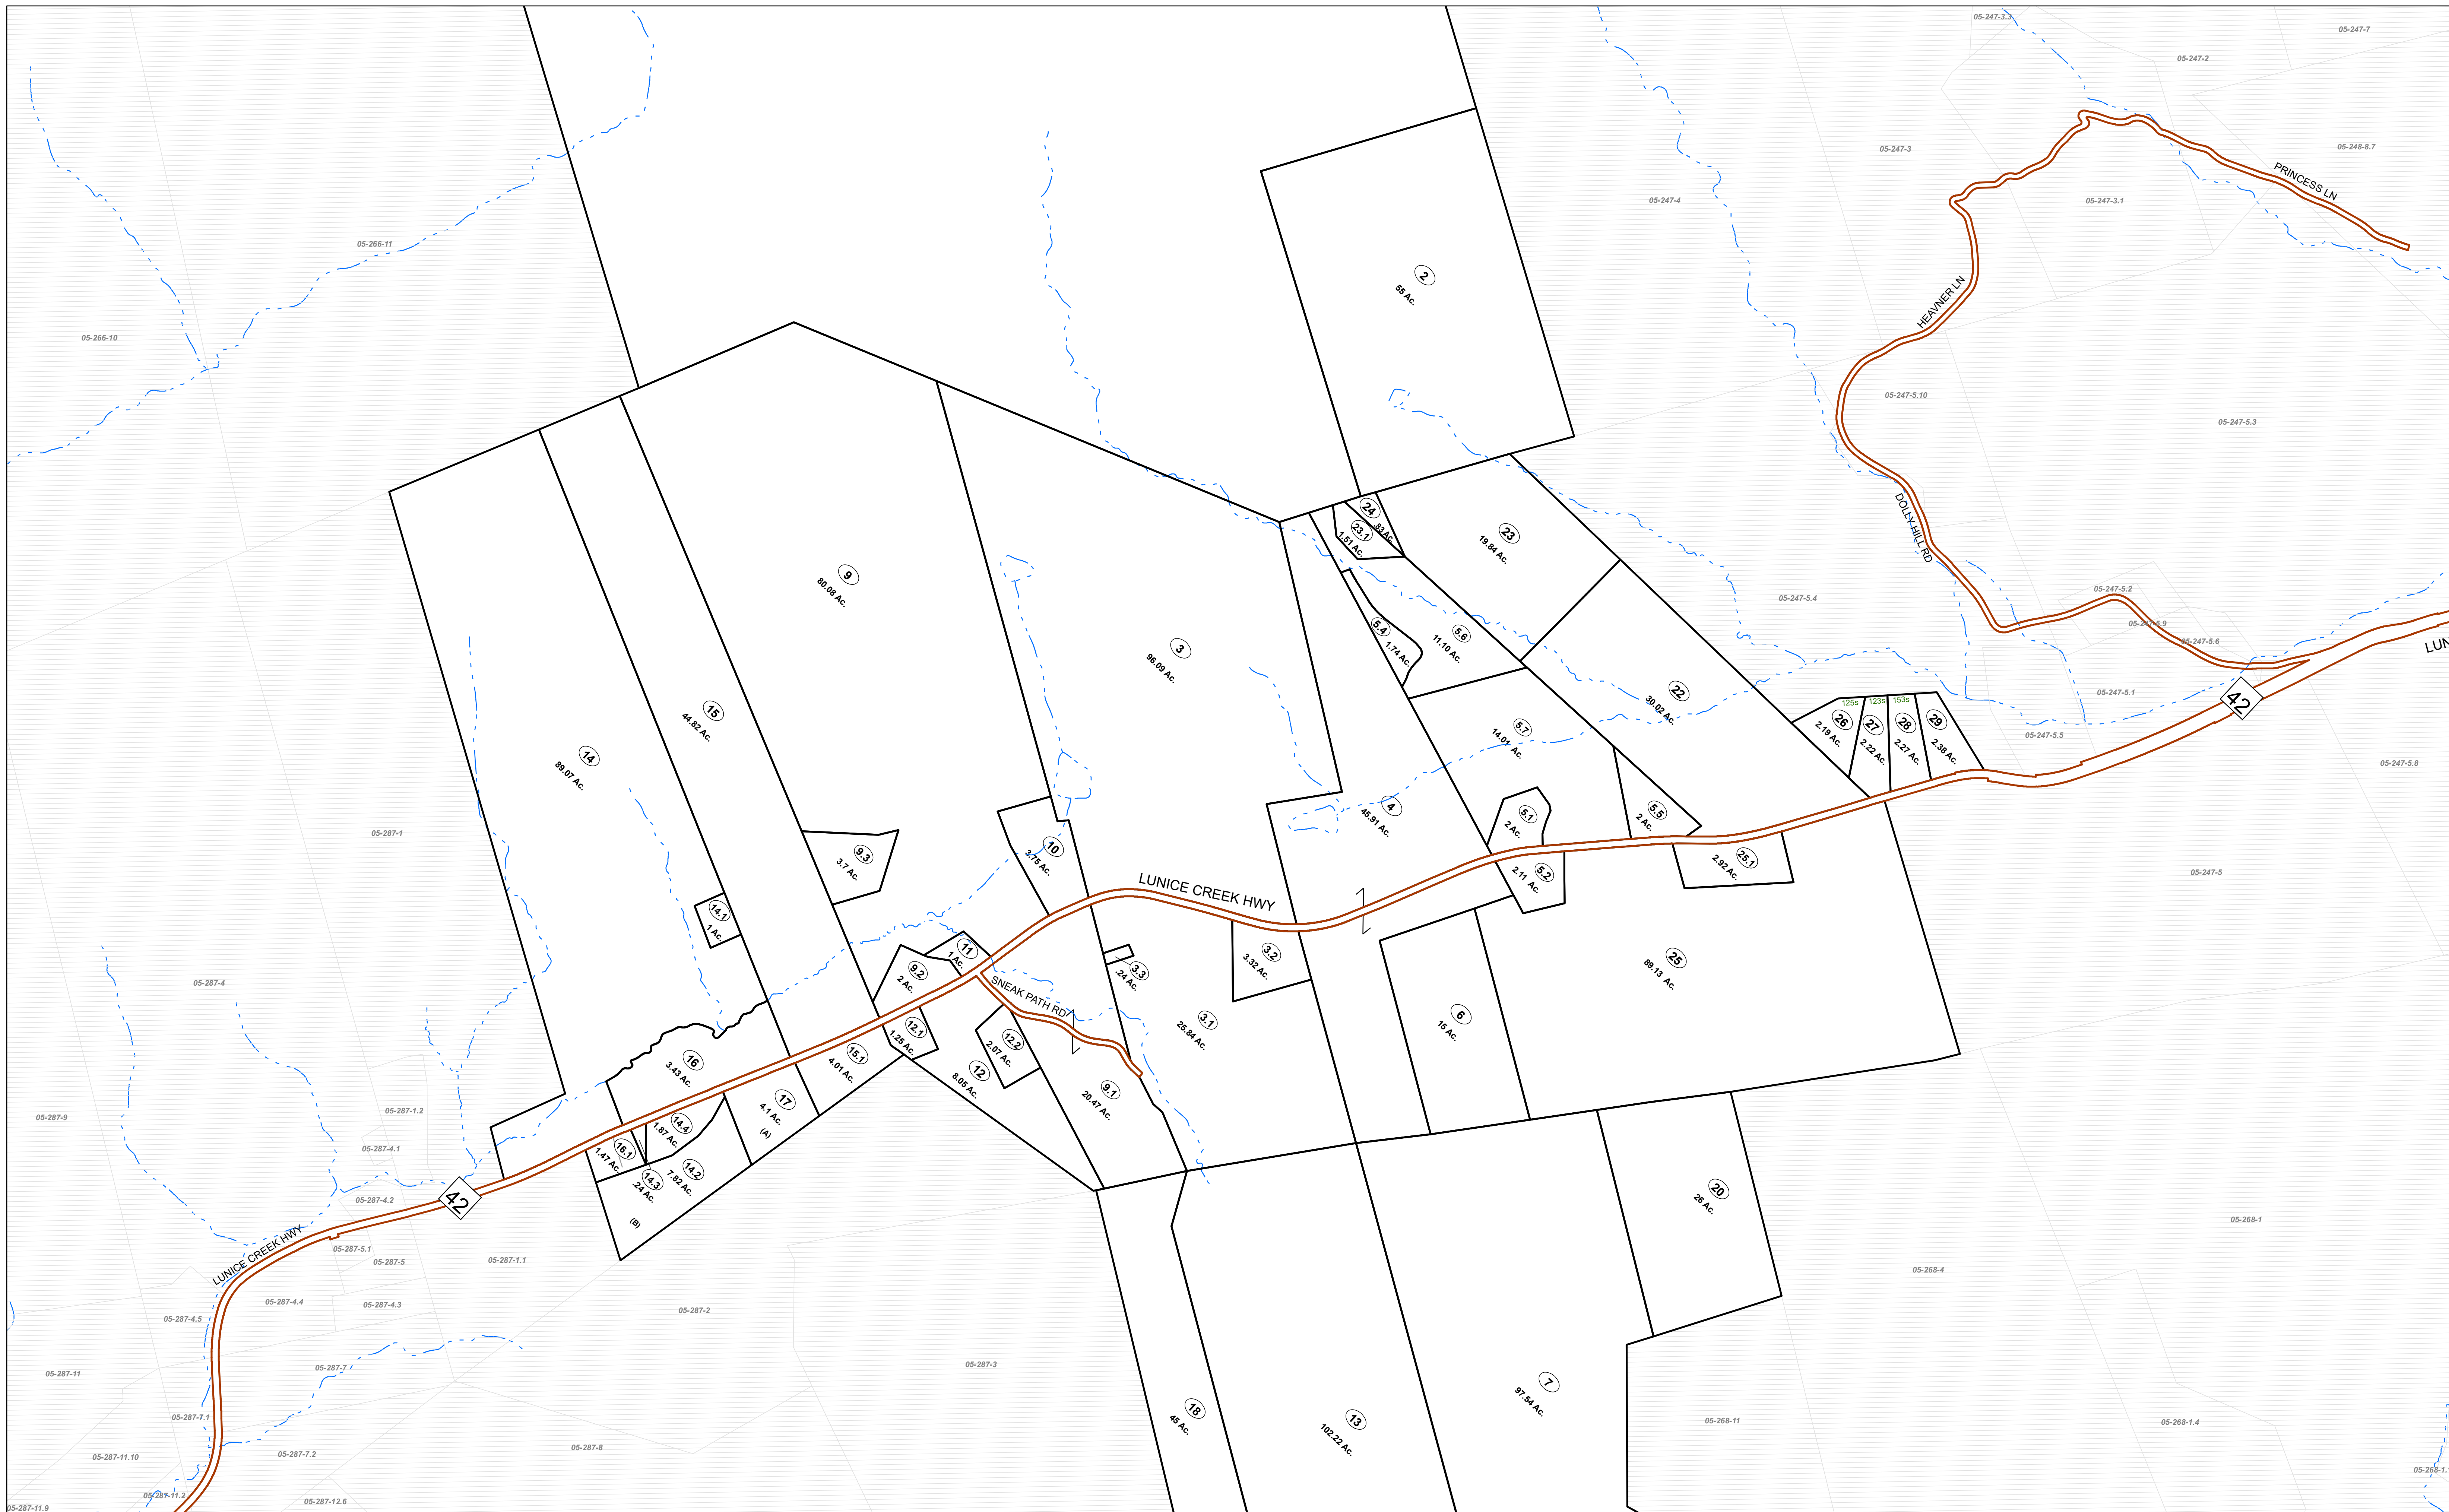 05-247-3.3
05-247-7
05-247-2
05-247-3
05-248-8.7
PRINCESS LN
05-247-4
05-247-3.1
05-266-11
2
55 Ac.
HEAVNER LN
05-266-10
05-247-5.10
05-247-5.3
24
.83 Ac.
23.1
1.51 Ac.
23
19.84 Ac.
DOLLY HILL RD
9
80.08 Ac.
05-247-5.4
05-247-5.2
05-247-5.9
05-247-5.6
LUN
5.4
1.74 Ac.
5.6
11.10 Ac.
3
96.09 Ac.
22
30.02 Ac.
05-247-5.1
42
15
44.82 Ac.
125s
123s
153s
26
2.19 Ac.
27
2.22 Ac.
28
2.27 Ac.
29
2.38 Ac.
5.7
14.01 Ac.
05-247-5.5
14
89.07 Ac.
05-247-5.8
4
45.91 Ac.
5.1
2 Ac.
5.5
2 Ac.
05-287-1
9.3
3.7 Ac.
10
3.75 Ac.
25.1
2.92 Ac.
5.2
2.11 Ac.
05-247-5
LUNICE CREEK HWY
14.1
1 Ac.
11
1 Ac.
9.2
2 Ac.
3.3
.24 Ac.
3.2
3.32 Ac.
25
89.13 Ac.
05-287-4
SNEAK PATH RD
3.1
25.84 Ac.
6
15 Ac.
12.1
1.25 Ac.
12.2
2.07 Ac.
16
3.43 Ac.
15.1
4.01 Ac.
12
8.05 Ac.
9.1
20.47 Ac.
17
4.1 Ac.
(A)
05-287-9
05-287-1.2
05-287-4.1
14.4
1.87 Ac.
16.1
1.47 Ac.
14.3
.24 Ac.
14.2
7.82 Ac.
(B)
42
05-287-4.2
20
26 Ac.
05-268-1
LUNICE CREEK HWY
05-287-5.1
05-287-5
05-287-1.1
05-268-4
05-287-4.4
05-287-4.3
05-287-4.5
05-287-2
05-287-11
05-287-7
05-287-3
7
97.54 Ac.
18
45 Ac.
13
102.22 Ac.
05-287-7.1
05-268-11
05-268-1.4
05-287-8
05-287-11.10
05-287-7.2
05-268-1.
05-287-11.2
05-287-12.6
05-287-11.9